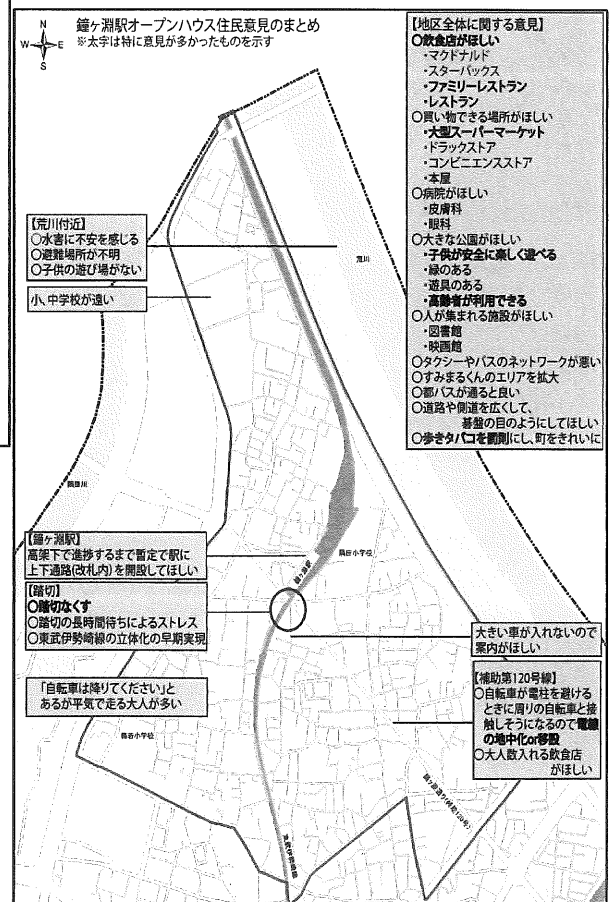 鐘ヶ淵駅オープンハウス住民意見のまとめ
※太字は特に意見が多かったものを示す
N
W E
S
【地区全体に関する意見】
○飲食店がほしい
・マクドナルド
・スターバックス
・ファミリーレストラン
・レストラン
○買い物できる場所がほしい
・大型スーパーマーケット
・ドラックストア
・コンビニエンスストア
・本屋
○病院がほしい
・皮膚科
・眼科
○大きな公園がほしい
・子供が安全に楽しく遊べる
・緑のある
・遊具のある
・高齢者が利用できる
○人が集まれる施設がほしい
・図書館
・映画館
○タクシーやバスのネットワークが悪い
○すみまるくんのエリアを拡大
○都バスが通ると良い
○道路や側道を広くして、
碁盤の目のようにしてほしい
○歩きタバコを罰則にし、町をきれいに
【荒川付近】
○水害に不安を感じる
○避難場所が不明
○子供の遊び場がない
小、中学校が遠い
荒川
隅田川
【鐘ヶ淵駅】
高架下で進捗するまで暫定で駅に
上下通路(改札内)を開設してほしい
鐘ヶ淵駅
【踏切】
○踏切なくす
○踏切の長時間待ちによるストレス
○東武伊勢崎線の立体化の早期実現
「自転車は降りてください」と
あるが平気で走る大人が多い
大きい車が入れないので
案内がほしい
【補助第120号線】
○自転車が電柱を避ける
ときに周りの自転車と接
触しそうになるので電線
の地中化or移設
○大人数入れる飲食店
がほしい
東武伊勢崎線